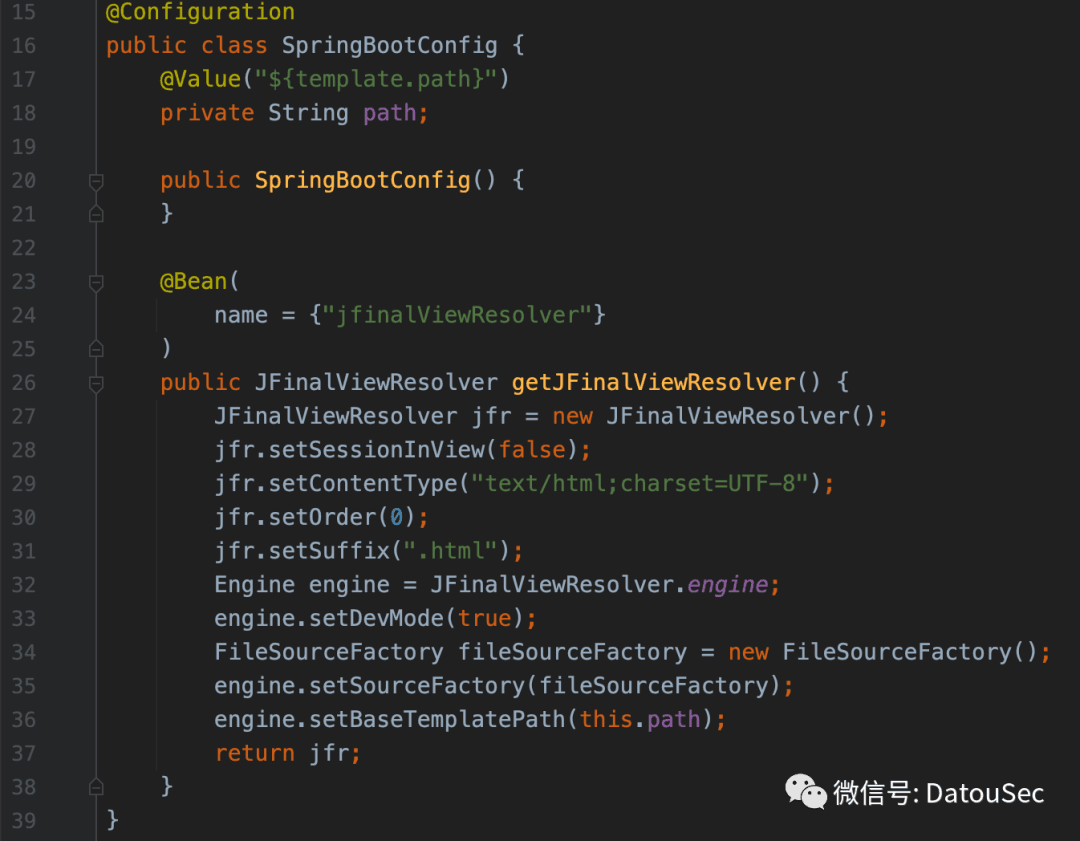 15 @Configuration
16 public class SpringBootConfig {
17     @Value("${template.path}")
18     private String path;
19
20     public SpringBootConfig() {
21     }
22
23     @Bean(
24         name = {"jfinalViewResolver"}
25     )
26     public JFinalViewResolver getJFinalViewResolver() {
27         JFinalViewResolver jfr = new JFinalViewResolver();
28         jfr.setSessionInView(false);
29         jfr.setContentType("text/html;charset=UTF-8");
30         jfr.setOrder(0);
31         jfr.setSuffix(".html");
32         Engine engine = JFinalViewResolver.engine;
33         engine.setDevMode(true);
34         FileSourceFactory fileSourceFactory = new FileSourceFactory();
35         engine.setSourceFactory(fileSourceFactory);
36         engine.setBaseTemplatePath(this.path);
37         return jfr;
38     }
39 }
微信号: DatouSec